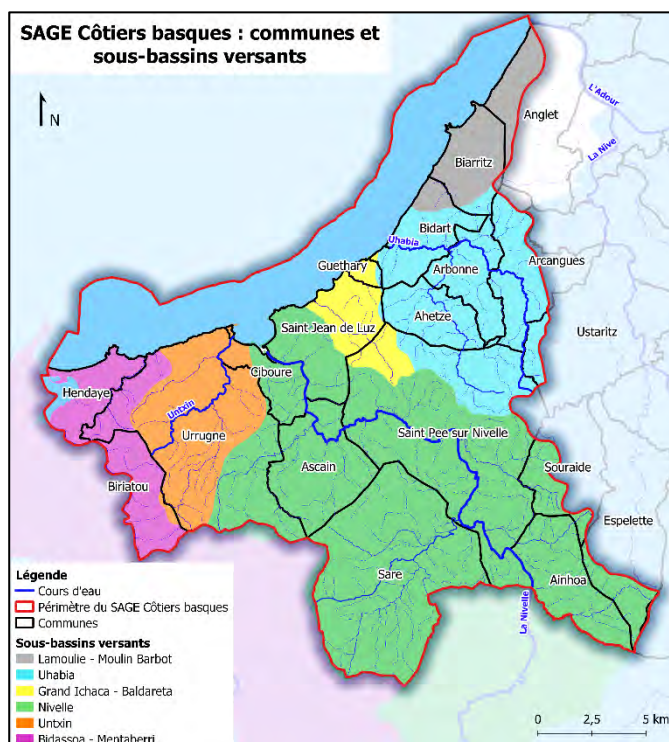 SAGE Côtiers basques : communes et
sous-bassins versants
N
L'Adour
Anglet
La Nive
Biarritz
Bidart
Uhabia
Arcangues
Guethary
Arbonne
Ahetze
Ustaritz
Saint Jean de Luz
Hendaye
Ciboure
Untxin
Urrugne
Saint Pee sur Nivelle
Ascain
Souraide
Biriatou
Espelette
Sare
Ainhoa
La Nivelle
Légende
Cours d'eau
Périmètre du SAGE Côtiers basques
Communes
Sous-bassins versants
Lamoulie - Moulin Barbot
Uhabia
Grand Ichaca - Baldareta
Nivelle
Untxin
Bidassoa - Mentaberri
0 2,5 5 km